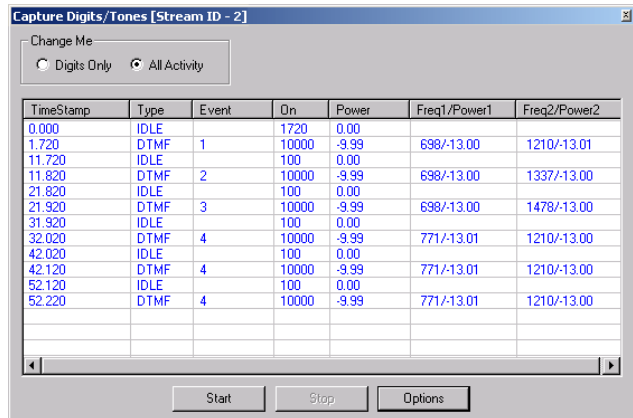 Capture Digits/Tones [Stream ID - 2]
Change Me
Digits Only All Activity
TimeStamp Type Event On Power Freq1/Power1 Freq2/Power2
0.000 IDLE 1720 0.00
1.720 DTMF 1 10000 -9.99 698/-13.00 1210/-13.01
11.720 IDLE 100 0.00
11.820 DTMF 2 10000 -9.99 698/-13.00 1337/-13.00
21.820 IDLE 100 0.00
21.920 DTMF 3 10000 -9.99 698/-13.00 1478/-13.00
31.920 IDLE 100 0.00
32.020 DTMF 4 10000 -9.99 771/-13.01 1210/-13.00
42.020 IDLE 100 0.00
42.120 DTMF 4 10000 -9.99 771/-13.01 1210/-13.00
52.120 IDLE 100 0.00
52.220 DTMF 4 10000 -9.99 771/-13.01 1210/-13.00
Start Stop Options